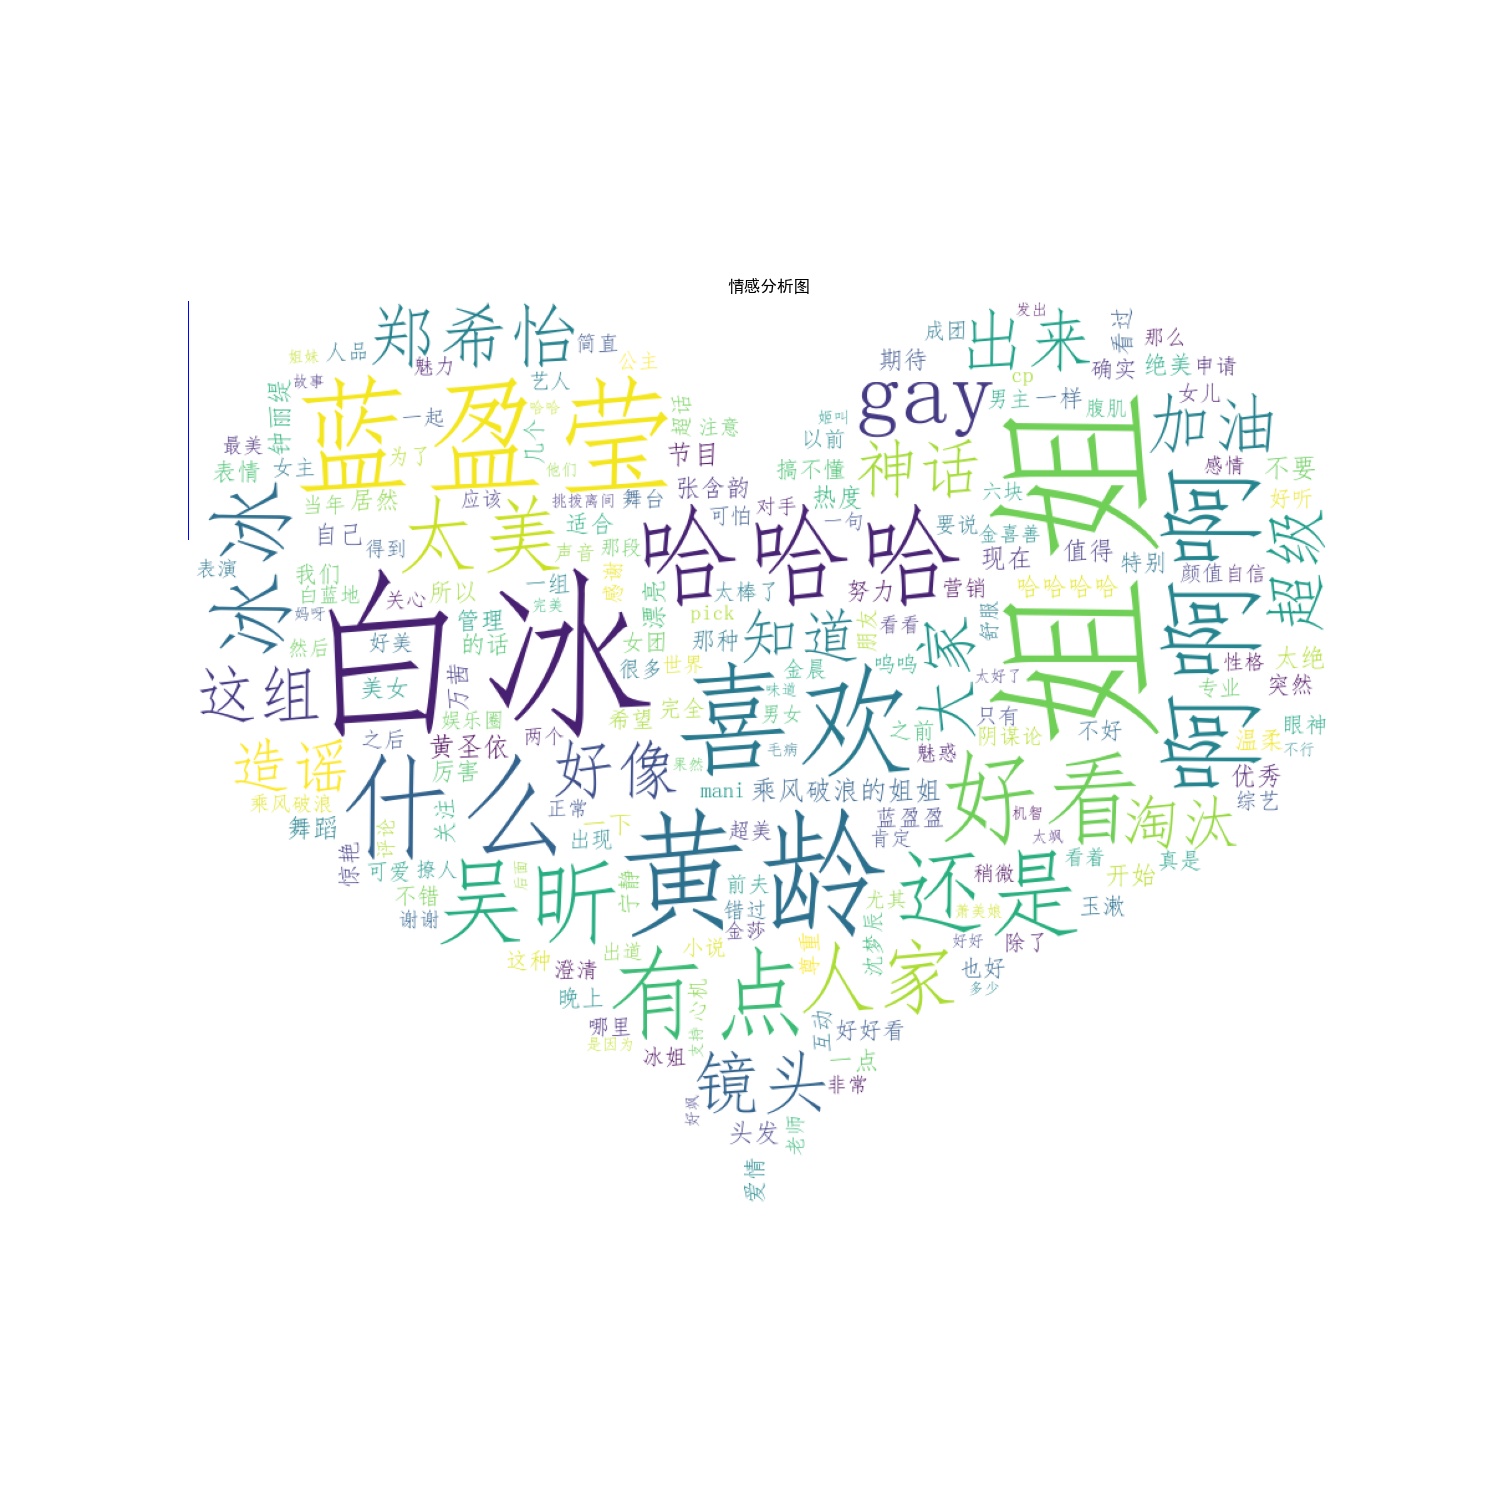 情感分析图
发出
郑希怡
出来
成团
看过
那么
简直
姐妹
人品
公主
期待
确实
绝美
申请
魅力
故事
艺人
cp
女儿
蓝盈莹
哈哈
gay
男主
一样
腹肌
钟丽缇
一起
超话
姬叫
加油
几个
注意
最美
以前
姐姐
为了
节目
神话
感情
不要
表情
女主
他们
搞不懂
张含韵
六块
好听
当年
居然
应该
挑拨离间
舞台
热度
对手
冰冰
太美
适合
可怕
一句
要说
金喜善
啊啊啊
超级
自己
得到
声音
那段
哈哈哈
现在
值得
特别
表演
我们
感谢
颜值
自信
白蓝地
关心
所以
一组
漂亮
太棒了
努力
营销
哈哈哈哈
妈呀
白冰
完美
pick
舒服
管理
知道
朋友
看看
大家
然后
好美
的话
女团
那种
性格
太绝
很多
世界
金晨
呜呜
太好了
这组
美女
万茜
喜欢
味道
专业
突然
娱乐圈
希望
完全
男女
只有
之前
不好
眼神
之后
黄圣依
两个
阴谋论
温柔
造谣
什么
好像
毛病
魅惑
不行
厉害
果然
好看
优秀
乘风破浪
mani
乘风破浪的姐姐
综艺
正常
机智
淘汰
舞蹈
关注
一下
黄龄
超美
蓝盈盈
评论
出现
肯定
太飒
惊艳
可爱
撩人
看着
真是
吴昕
后面
宁静
前夫
还是
稍微
开始
不错
尤其
谢谢
错过
萧美娘
玉漱
金莎
沈梦辰
好好
除了
这种
出道
小说
尊重
澄清
有点
人家
也好
晚上
心机
多少
哪里
互动
好好看
是因为
支持
冰姐
镜头
一点
非常
好飒
头发
老师
爱情